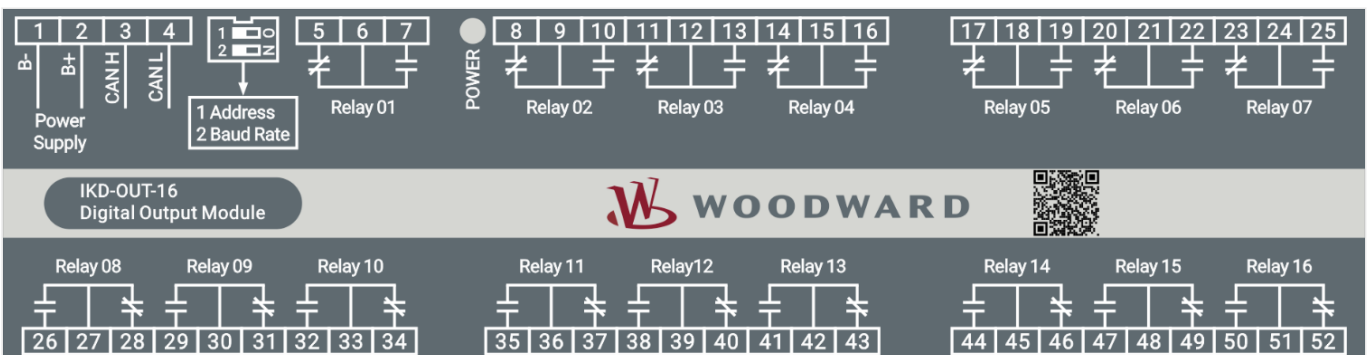 1 2 3 4
B- B+ CAN H CAN L
Power
Supply
1 O
2 N
1 Address
2 Baud Rate
5 6 7
Relay 01
POWER
8 9 10 11 12 13 14 15 16
Relay 02 Relay 03 Relay 04
17 18 19 20 21 22 23 24 25
Relay 05 Relay 06 Relay 07
IKD-OUT-16
Digital Output Module
W WOODWARD
Relay 08 Relay 09 Relay 10
26 27 28 29 30 31 32 33 34
Relay 11 Relay12 Relay 13
35 36 37 38 39 40 41 42 43
Relay 14 Relay 15 Relay 16
44 45 46 47 48 49 50 51 52